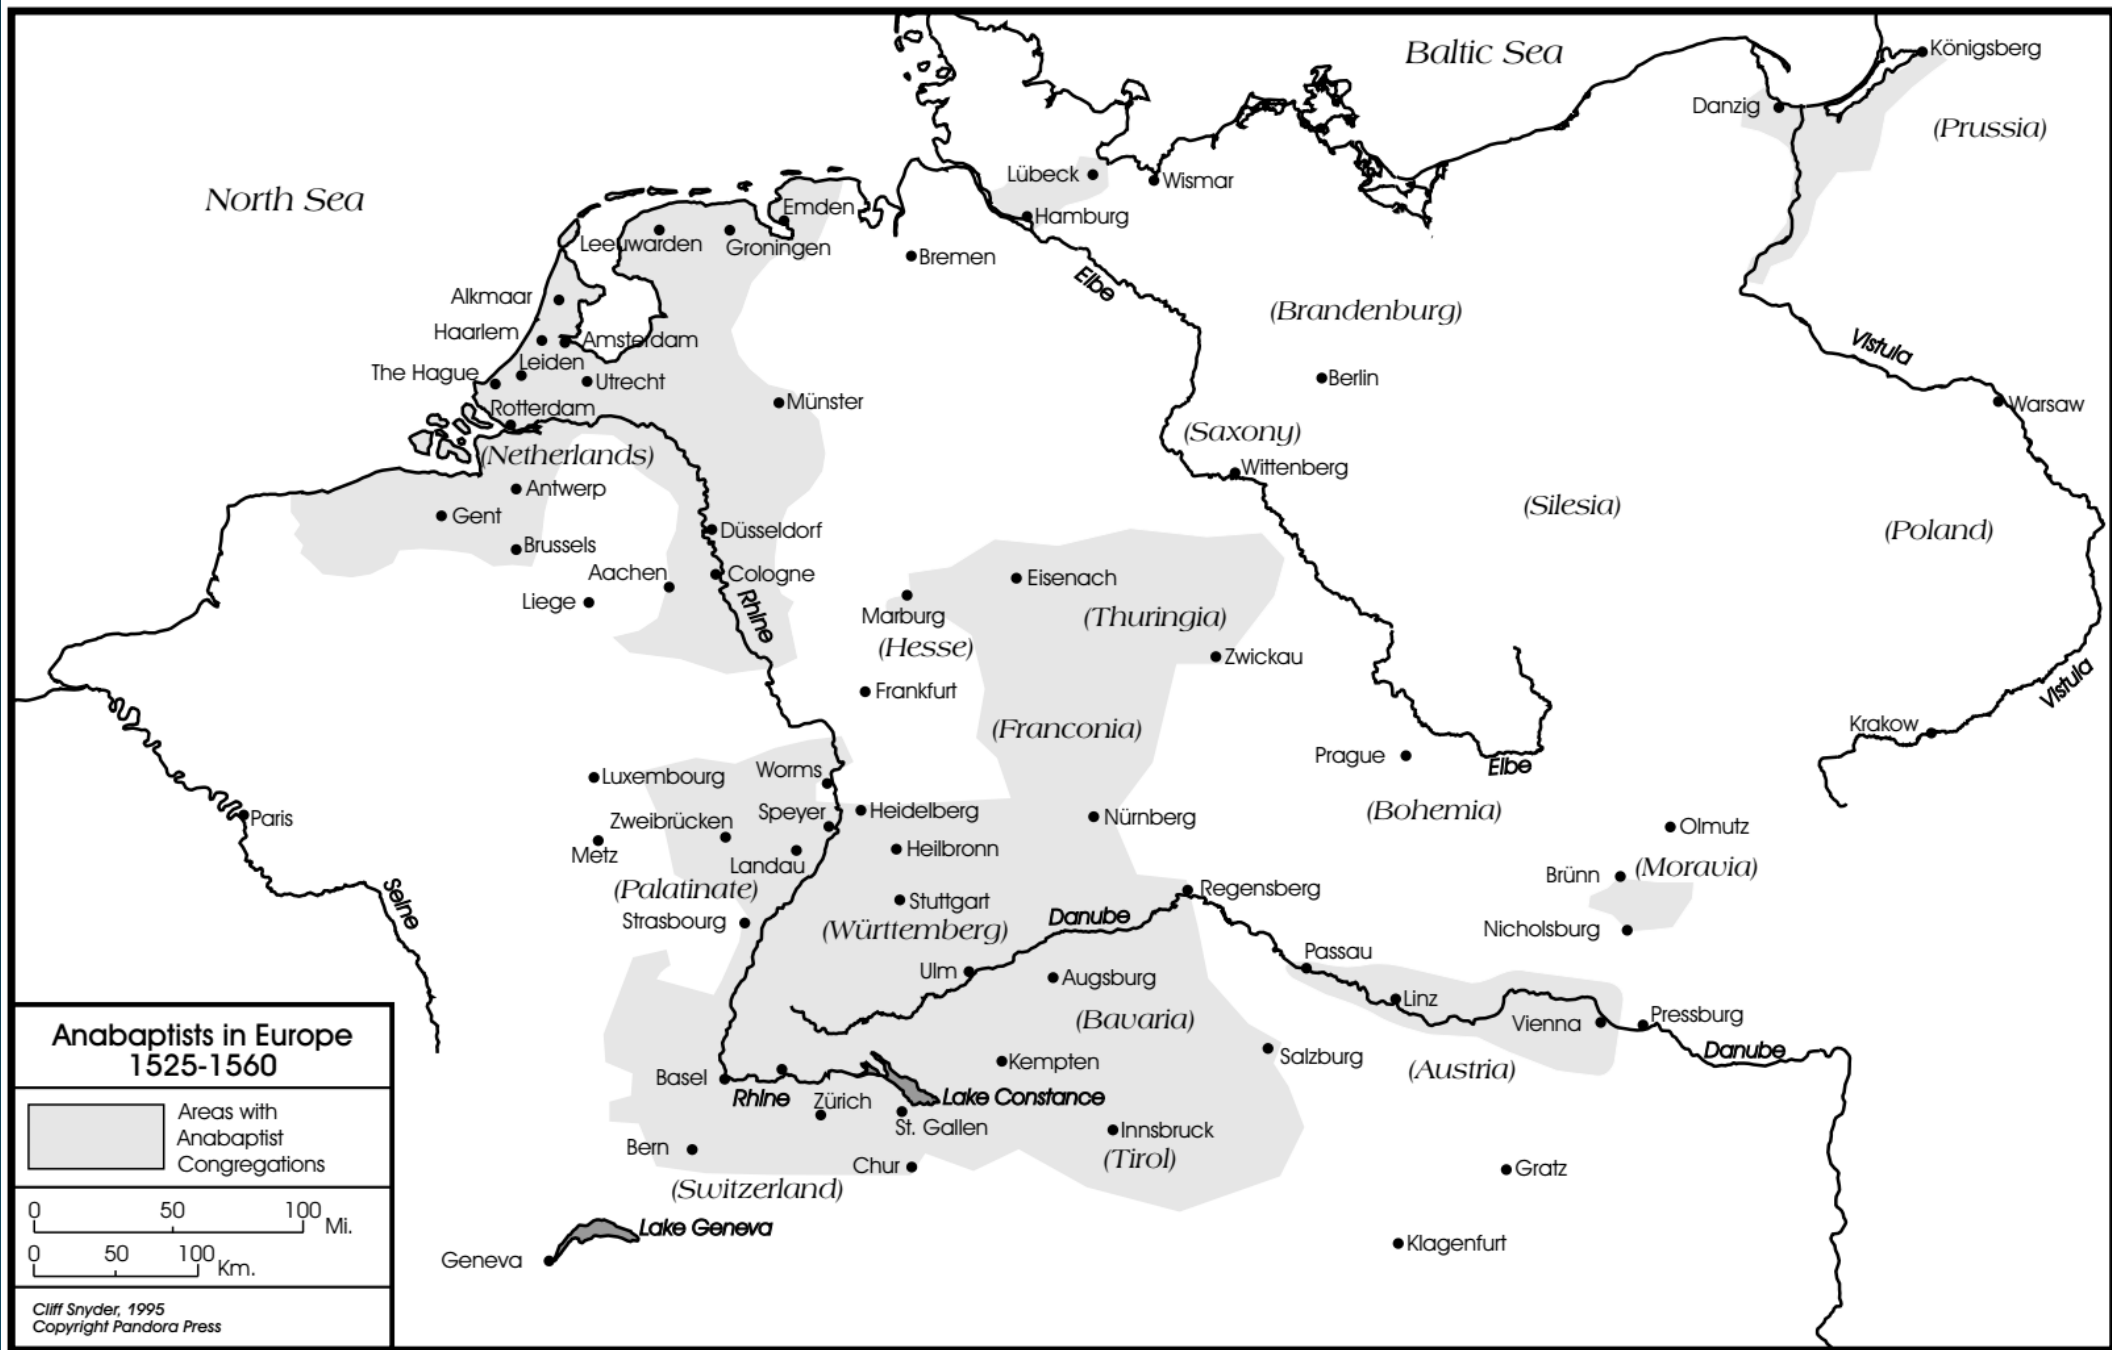 Baltic Sea
Königsberg
Danzig
(Prussia)
North Sea
Lübeck
Wismar
Emden
Hamburg
Leeuwarden
Groningen
Bremen
Elbe
Alkmaar
(Brandenburg)
Haarlem
Amsterdam
Vistula
Leiden
The Hague
Utrecht
Berlin
Rotterdam
Münster
Warsaw
(Saxony)
(Netherlands)
Wittenberg
Antwerp
(Silesia)
Gent
(Poland)
Düsseldorf
Brussels
Aachen
Cologne
Eisenach
Liege
Rhine
Marburg
(Thuringia)
(Hesse)
Zwickau
Vistula
Frankfurt
(Franconia)
Krakow
Prague
Elbe
Luxembourg
Worms
(Bohemia)
Paris
Zweibrücken
Speyer
Heidelberg
Nürnberg
Olmutz
Metz
Landau
Heilbronn
Brünn
(Moravia)
(Palatinate)
Regensberg
Seine
Stuttgart
Strasbourg
(Württemberg)
Danube
Nicholsburg
Passau
Ulm
Augsburg
Linz
(Bavaria)
Vienna
Pressburg
Danube
Kempten
Salzburg
(Austria)
Basel
Rhine
Zürich
Lake Constance
St. Gallen
Innsbruck
Bern
(Tirol)
Chur
Gratz
(Switzerland)
Lake Geneva
Geneva
Klagenfurt
Anabaptists in Europe
1525-1560
Areas with
Anabaptist
Congregations
0 50 100 Mi.
0 50 100 Km.
Cliff Snyder, 1995
Copyright Pandora Press